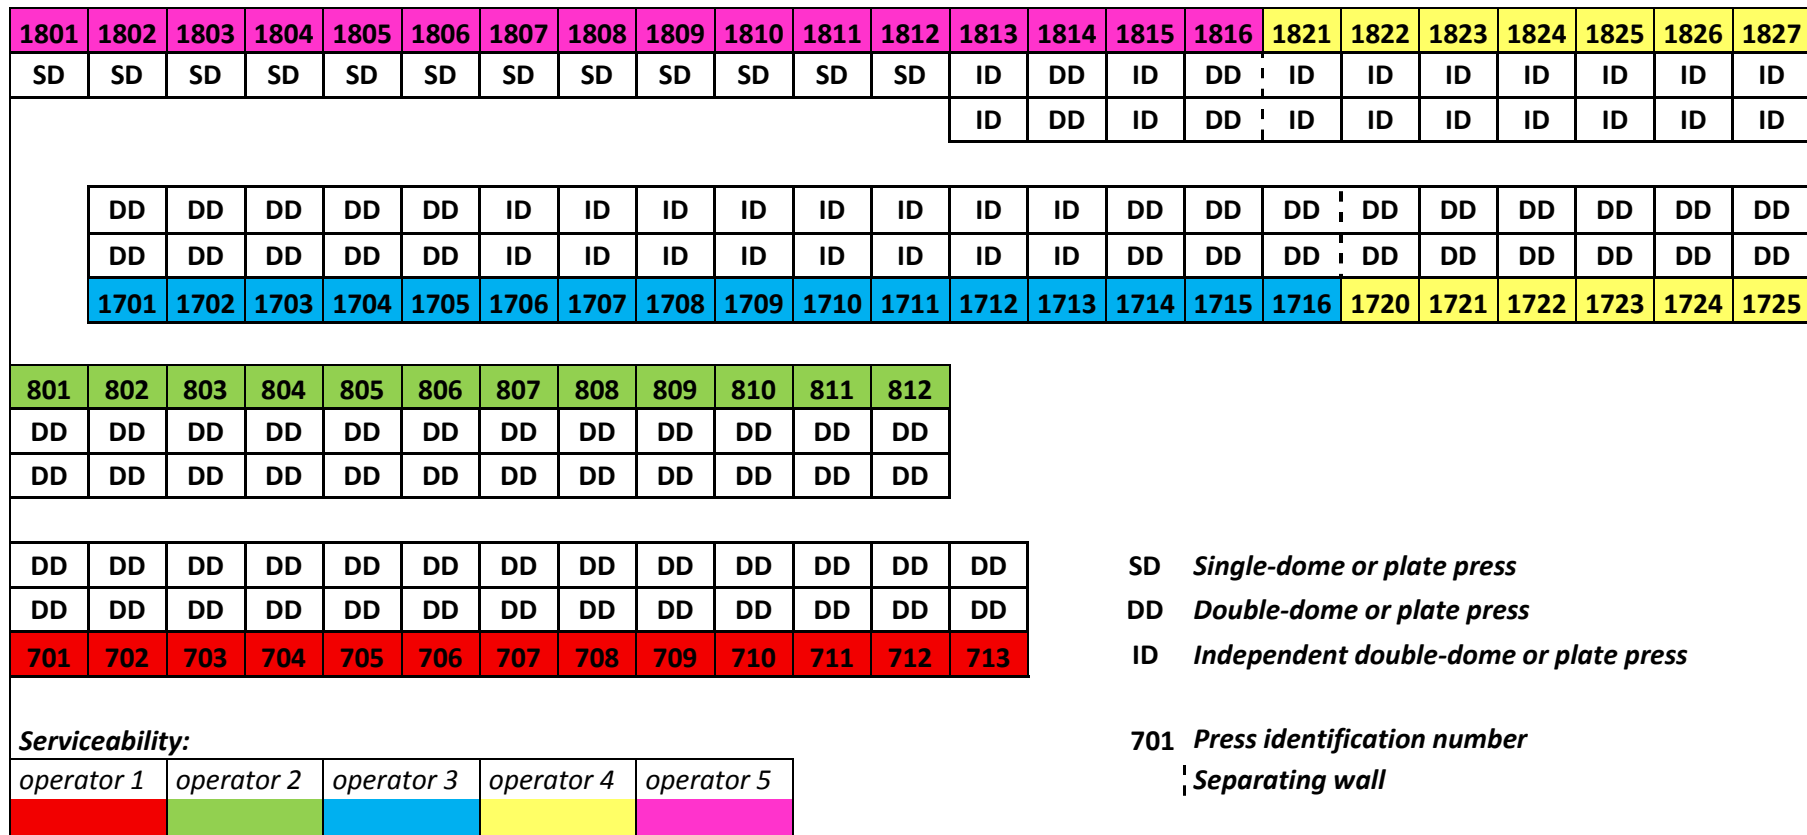 1801 1802 1803 1804 1805 1806 1807 1808 1809 1810 1811 1812 1813 1814 1815 1816 1821 1822 1823 1824 1825 1826 1827
SD SD SD SD SD SD SD SD SD SD SD SD ID DD ID DD ID ID ID ID ID ID ID
ID DD ID DD ID ID ID ID ID ID ID
DD DD DD DD DD ID ID ID ID ID ID ID ID DD DD DD DD DD DD DD DD DD
DD DD DD DD DD ID ID ID ID ID ID ID ID DD DD DD DD DD DD DD DD DD
1701 1702 1703 1704 1705 1706 1707 1708 1709 1710 1711 1712 1713 1714 1715 1716 1720 1721 1722 1723 1724 1725
801 802 803 804 805 806 807 808 809 810 811 812
DD DD DD DD DD DD DD DD DD DD DD DD
DD DD DD DD DD DD DD DD DD DD DD DD
DD DD DD DD DD DD DD DD DD DD DD DD DD
DD DD DD DD DD DD DD DD DD DD DD DD DD
701 702 703 704 705 706 707 708 709 710 711 712 713
SD Single-dome or plate press
DD Double-dome or plate press
ID Independent double-dome or plate press
701 Press identification number
Separating wall
Serviceability:
operator 1 operator 2 operator 3 operator 4 operator 5